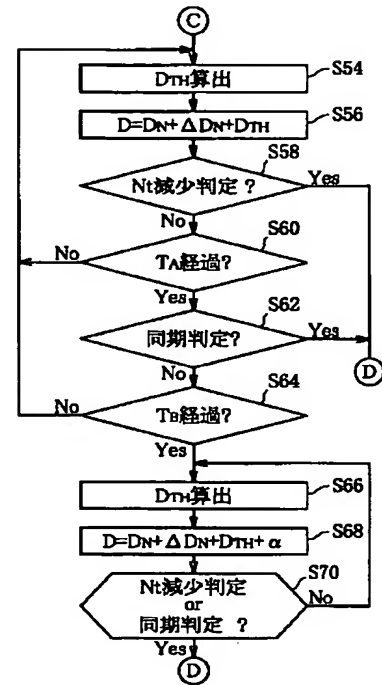 C
DTH算出
S54
D=DN+ΔDN+DTH
S56
Nt減少判定?
S58
Yes
No
TA経過?
S60
No
Yes
同期判定?
S62
Yes
No
D
TB経過?
S64
No
Yes
DTH算出
S66
D=DN+ΔDN+DTH+α
S68
Nt減少判定
or
同期判定 ?
S70
No
Yes
D